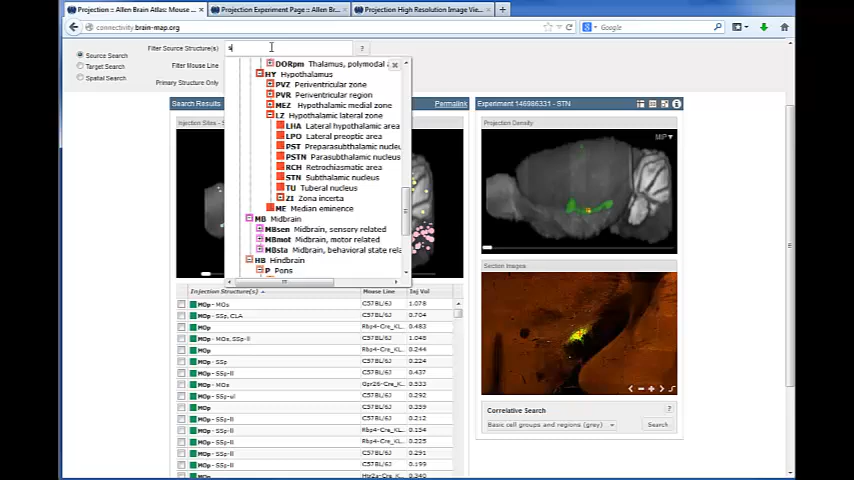 Projection :: Allen Brain Atlas: Mouse ... × Projection Experiment Page :: Allen Br... × Projection High Resolution Image Vie... × +
connectivity.brain-map.org Google
Source Search
Target Search
Spatial Search
Filter Source Structure(s) s ?
Filter Mouse Line
Primary Structure Only
DORpm Thalamus, polymodal a
HY Hypothalamus
PVZ Periventricular zone
PVR Periventricular region
MEZ Hypothalamic medial zone
LZ Hypothalamic lateral zone
LHA Lateral hypothalamic area
LPO Lateral preoptic area
PST Preparasubthalamic nucleu
PSTN Parasubthalamic nucleus
RCH Retrochiasmatic area
STN Subthalamic nucleus
TU Tuberal nucleus
ZI Zona incerta
ME Median eminence
MB Midbrain
MBsen Midbrain, sensory related
MBmot Midbrain, motor related
MBsta Midbrain, behavioral state rela
HB Hindbrain
P Pons
Search Results
Permalink
Injection Sites -
Injection Structure(s) Mouse Line Inj Vol
MOp - MOs C57BL/6J 1.078
MOp - SSp, CLA C57BL/6J 0.704
MOp Rbp4-Cre_KL... 0.483
MOp - MOs, SSp-ll C57BL/6J 1.048
MOp Rbp4-Cre_KL... 0.244
MOp - SSp C57BL/6J 0.224
MOp - SSp-ll C57BL/6J 0.437
MOp - MOs Gpr26-Cre_K... 0.533
MOp - SSp-ul C57BL/6J 0.292
MOp C57BL/6J 0.359
MOp - SSp-ll C57BL/6J 0.212
MOp - SSp-ll C57BL/6J 0.154
MOp - SSp-ll Rbp4-Cre_KL... 0.225
MOp - SSp-ll C57BL/6J 0.291
MOp - SSp-ll C57BL/6J 0.199
MOp 0.340
Experiment 146986331 - STN
Projection Density
MIP
Section Images
Correlative Search ?
Basic cell groups and regions (grey) Search